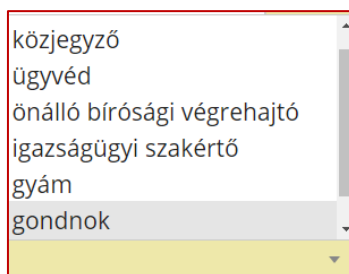 közjegyző
ügyvéd
önálló bírósági végrehajtó
igazságügyi szakértő
gyám
gondnok